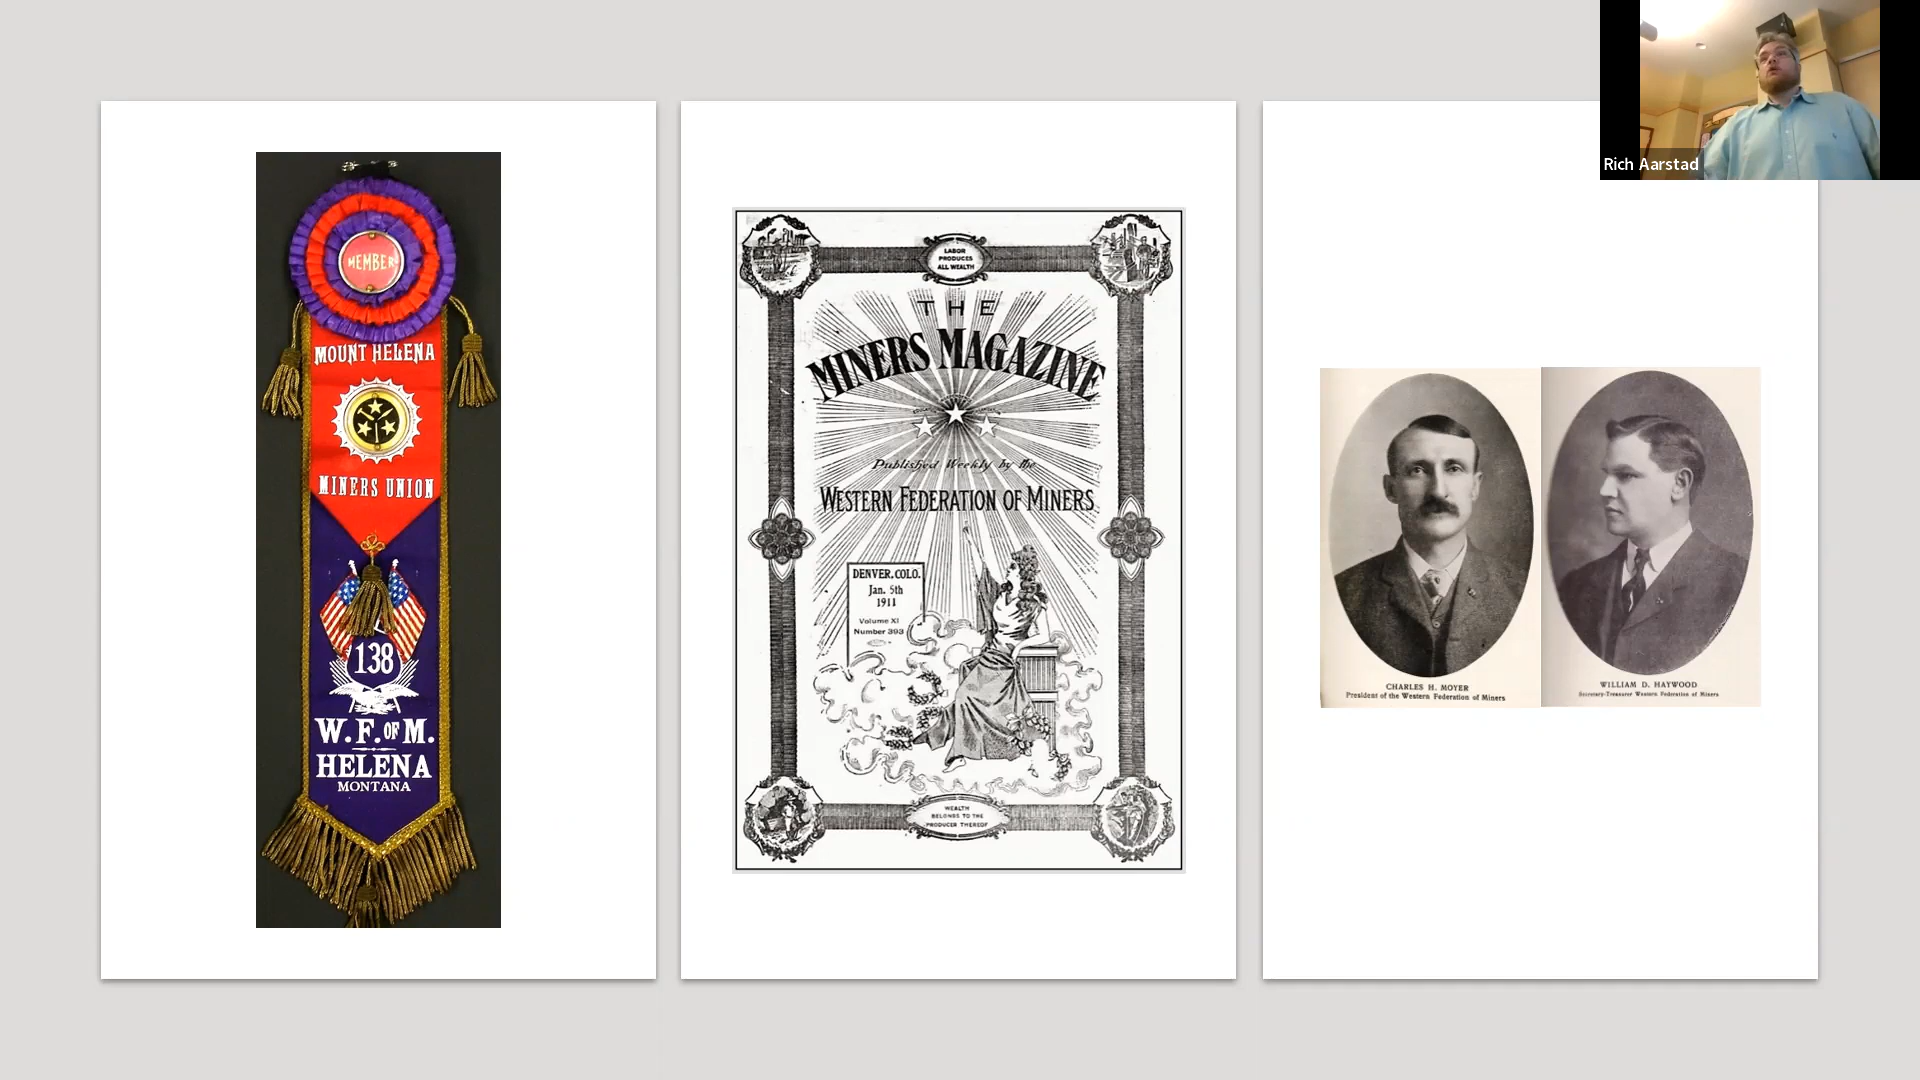 MEMBER
MOUNT HELENA
MINERS UNION
138
W. F. OF M.
HELENA
MONTANA
LABOR
PRODUCES
ALL WEALTH
THE
MINERS MAGAZINE
Published Weekly by the
WESTERN FEDERATION OF MINERS
DENVER, COLO.
Jan. 5th
1911
Volume XI
Number 393
WEALTH
BELONGS TO THE
PRODUCER THEREOF
CHARLES H. MOYER
President of the Western Federation of Miners
WILLIAM D. HAYWOOD
Secretary-Treasurer Western Federation of Miners
Rich Aarstad